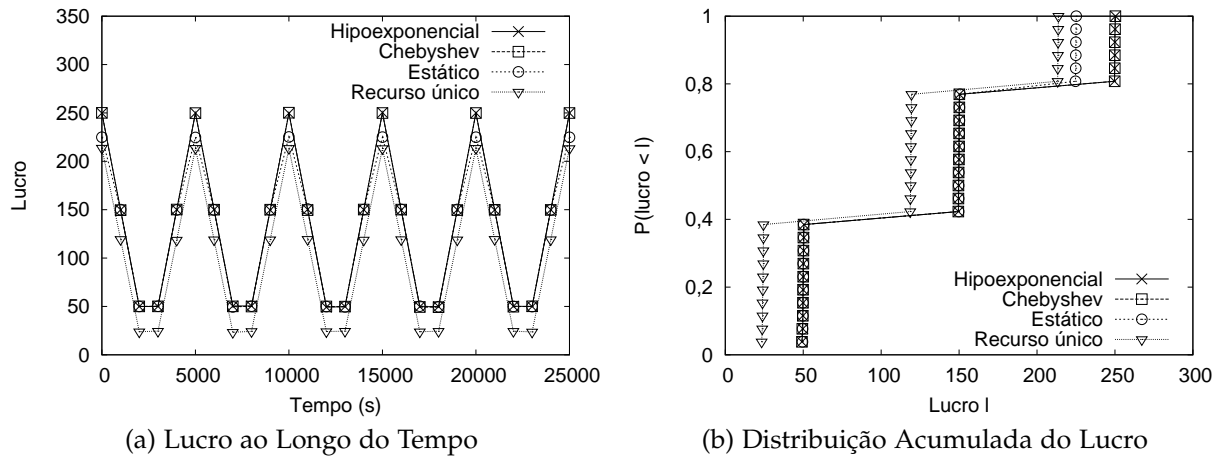 350
300
250
200
150
100
50
0
Lucro
Hipoexponencial
Chebyshev
Estático
Recurso único
0 5000 10000 15000 20000 25000
Tempo (s)
(a) Lucro ao Longo do Tempo
1
0,8
0,6
0,4
0,2
0
P(lucro < l)
Hipoexponencial
Chebyshev
Estático
Recurso único
0 50 100 150 200 250 300
Lucro l
(b) Distribuição Acumulada do Lucro